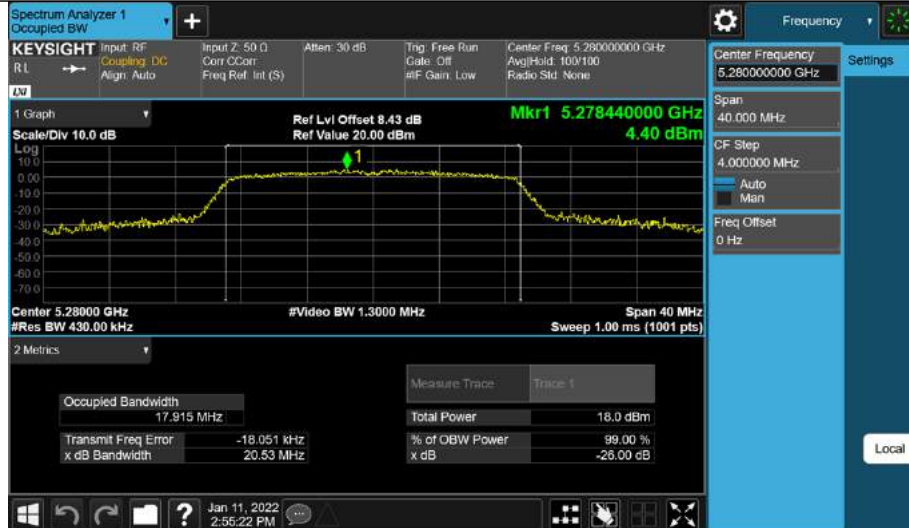 Spectrum Analyzer 1
Occupied BW
Frequency
KEYSIGHT
RL
LXI
Input: RF
Coupling: DC
Align: Auto
Input Z: 50 Ω
Corr CCorr
Freq Ref: Int (S)
Atten: 30 dB
Trig: Free Run
Gate: Off
#IF Gain: Low
Center Freq: 5.280000000 GHz
Avg|Hold: 100/100
Radio Std: None
Center Frequency
5.280000000 GHz
Settings
Span
40.000 MHz
CF Step
4.000000 MHz
Auto
Man
Freq Offset
0 Hz
Local
1 Graph
Scale/Div 10.0 dB
Ref Lvl Offset 8.43 dB
Ref Value 20.00 dBm
Mkr1 5.278440000 GHz
4.40 dBm
Log
10.0
0.00
-10.0
-20.0
-30.0
-40.0
-50.0
-60.0
-70.0
1
Center 5.28000 GHz
#Res BW 430.00 kHz
#Video BW 1.3000 MHz
Span 40 MHz
Sweep 1.00 ms (1001 pts)
2 Metrics
Measure Trace Trace 1
Occupied Bandwidth
17.915 MHz
Total Power 18.0 dBm
Transmit Freq Error -18.051 kHz
% of OBW Power 99.00 %
x dB Bandwidth 20.53 MHz
x dB -26.00 dB
?
Jan 11, 2022
2:55:22 PM